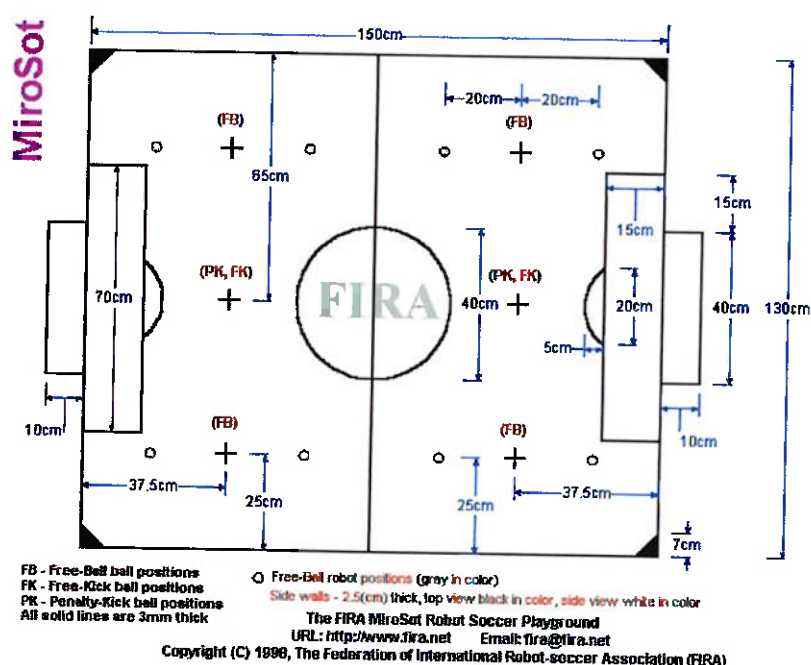 MiroSot
150cm
20cm
20cm
(FB)
(FB)
65cm
15cm
15cm
(PK, FK)
(PK, FK)
FIRA
70cm
40cm
20cm
40cm
130cm
5cm
10cm
10cm
(FB)
(FB)
37.5cm
25cm
25cm
37.5cm
7cm
FB - Free-Ball ball positions
FK - Free-Kick ball positions
PK - Penalty-Kick ball positions
All solid lines are 3mm thick
Free-Ball robot positions (grey in color)
Side walls - 2.5(cm) thick, top view black in color, side view white in color
The FIRA MiroSot Robot Soccer Playground
URL: http://www.fira.net Email: fira@fira.net
Copyright (C) 1998, The Federation of International Robot-soccer Association (FIRA)